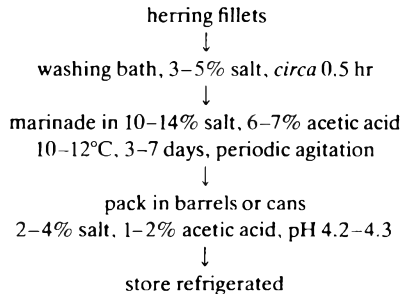 herring fillets
↓
washing bath, 3–5% salt, circa 0.5 hr
↓
marinade in 10–14% salt, 6–7% acetic acid
10–12°C, 3–7 days, periodic agitation
↓
pack in barrels or cans
2–4% salt, 1–2% acetic acid, pH 4.2–4.3
↓
store refrigerated